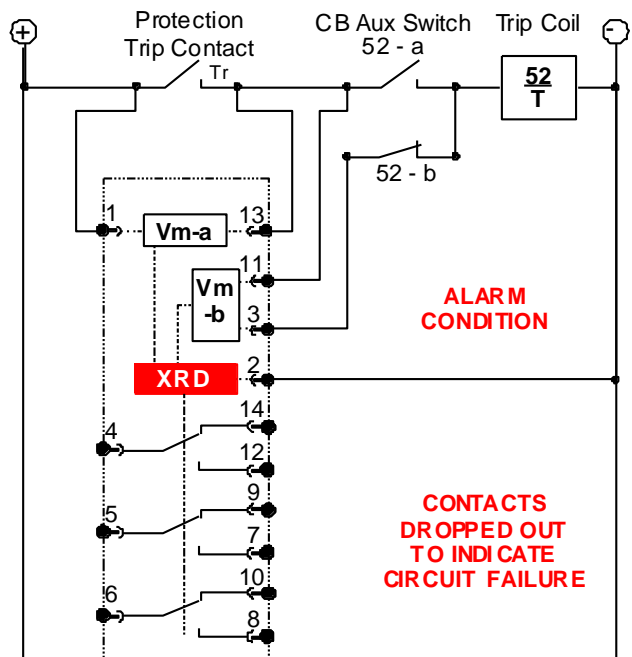 Protection
Trip Contact
CB Aux Switch
52 - a
Trip Coil
+
-
Tr
52
T
52 - b
1
Vm-a
13
11
Vm
-b
3
ALARM
CONDITION
XRD
2
4
14
12
5
9
7
CONTACTS
DROPPED OUT
TO INDICATE
CIRCUIT FAILURE
6
10
8